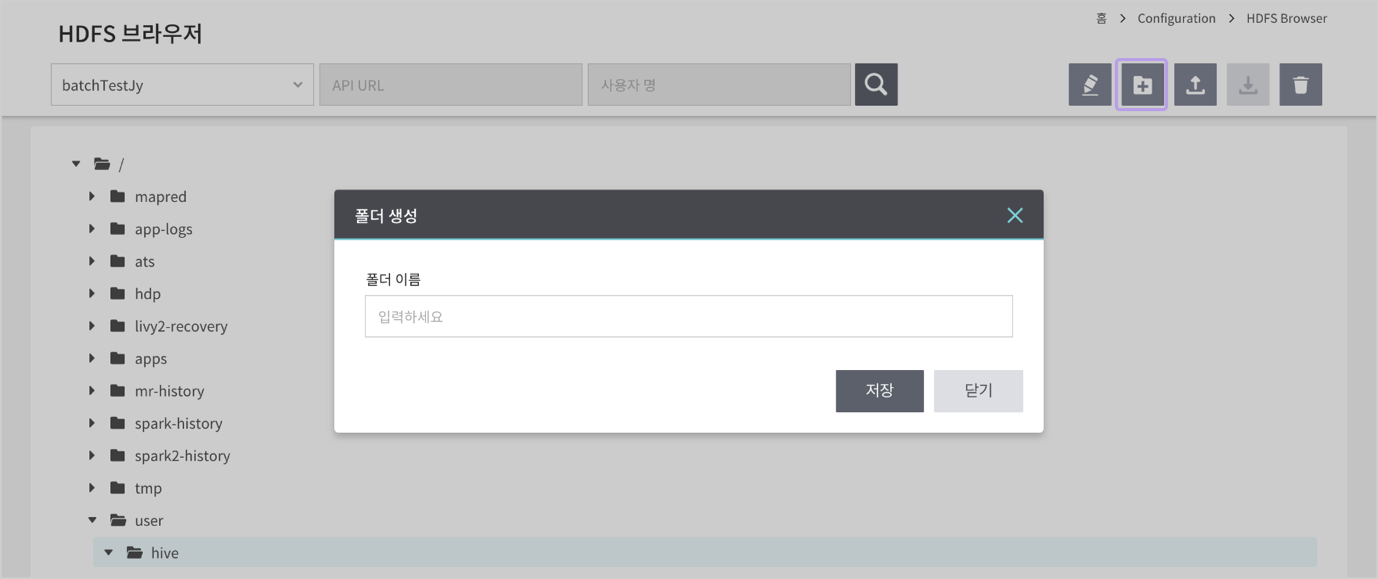 홈 > Configuration > HDFS Browser
HDFS 브라우저
batchTestJy API URL 사용자 명
/
mapred
app-logs
ats
hdp
livy2-recovery
apps
mr-history
spark-history
spark2-history
tmp
user
hive
폴더 생성
폴더 이름
입력하세요
저장 닫기